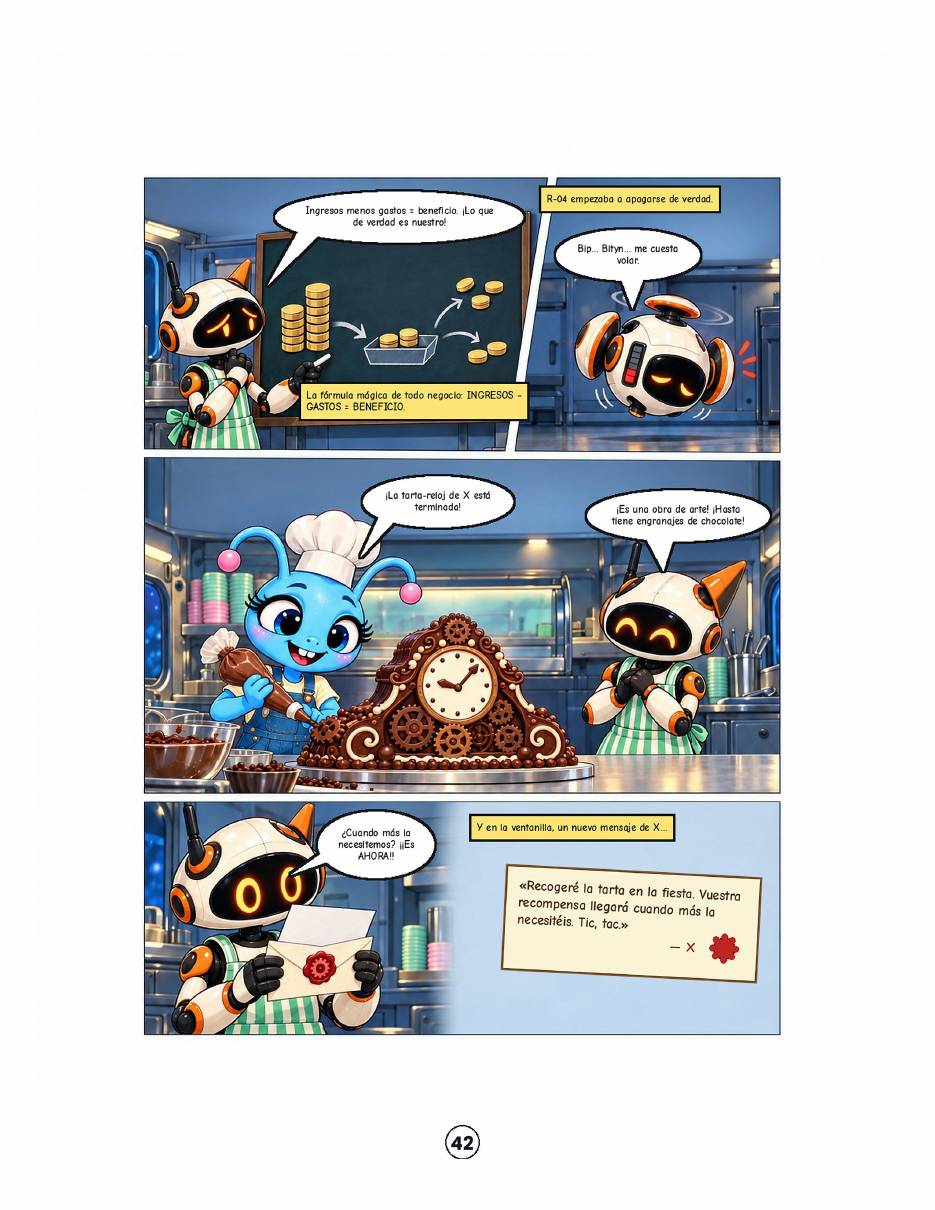 Ingresos menos gastos = beneficio. ¡Lo que
de verdad es nuestro!
La fórmula mágica de todo negocio: INGRESOS -
GASTOS = BENEFICIO.
R-04 empezaba a apagarse de verdad.
Bip... Bityn... me cuesta
volar.
¡La tarta-reloj de X está
terminada!
¡Es una obra de arte! ¡Hasta
tiene engranajes de chocolate!
¿Cuando más la
necesitemos? ¡¡Es
AHORA!!
Y en la ventanilla, un nuevo mensaje de X...
«Recogeré la tarta en la fiesta. Vuestra
recompensa llegará cuando más la
necesitéis. Tic, tac.»
— X
42